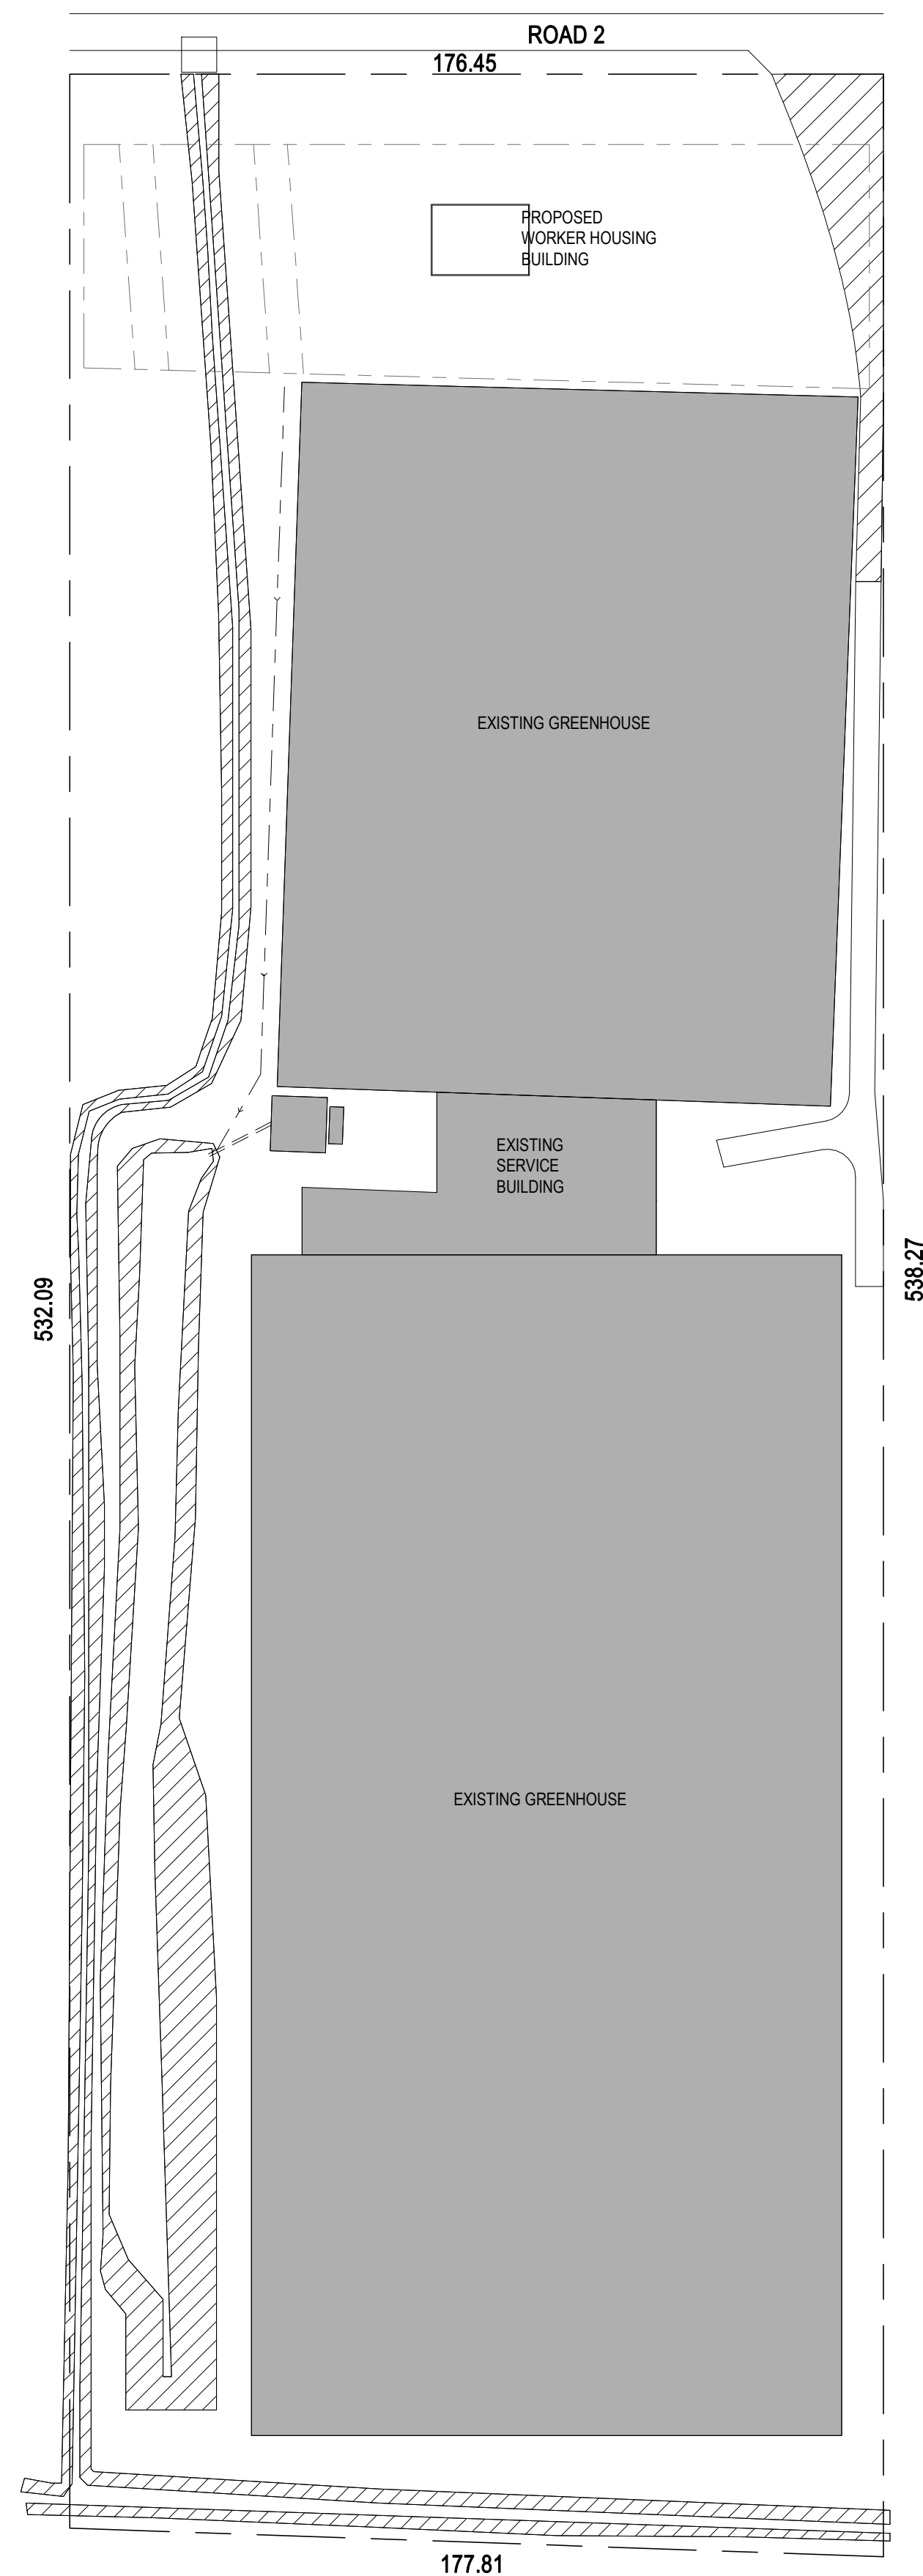 ROAD 2
176.45
PROPOSED
WORKER HOUSING
BUILDING
EXISTING GREENHOUSE
EXISTING
SERVICE
BUILDING
532.09
538.27
EXISTING GREENHOUSE
177.81